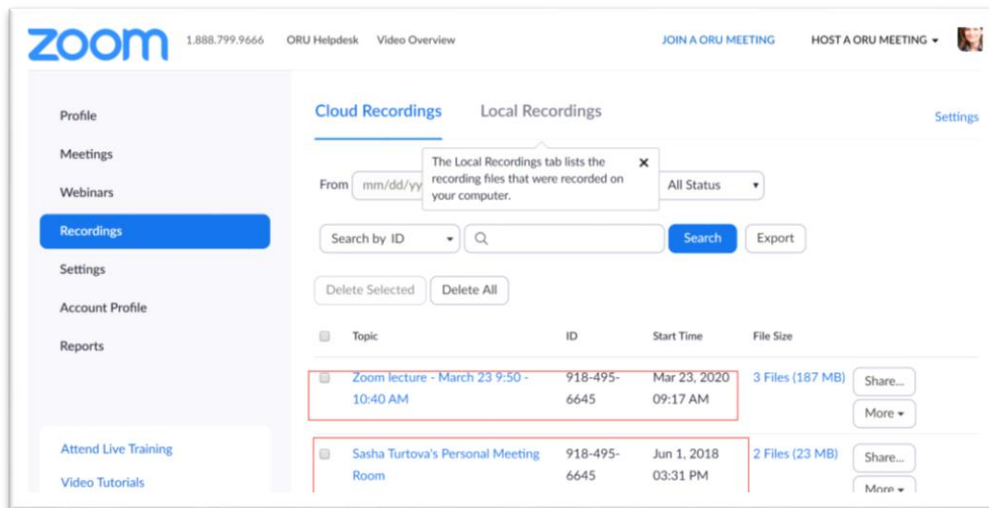 zoom 1.888.799.9666 ORU Helpdesk Video Overview JOIN A ORU MEETING HOST A ORU MEETING
Profile
Meetings
Webinars
Recordings
Settings
Account Profile
Reports
Attend Live Training
Video Tutorials
Cloud Recordings Local Recordings Settings
The Local Recordings tab lists the
recording files that were recorded on
your computer.
From mm/dd/yy All Status
Search by ID Search Export
Delete Selected Delete All
Topic ID Start Time File Size
Zoom lecture - March 23 9:50 - 918-495- Mar 23, 2020 3 Files (187 MB) Share...
10:40 AM 6645 09:17 AM
More
Sasha Turtova's Personal Meeting 918-495- Jun 1, 2018 2 Files (23 MB) Share...
Room 6645 03:31 PM
More